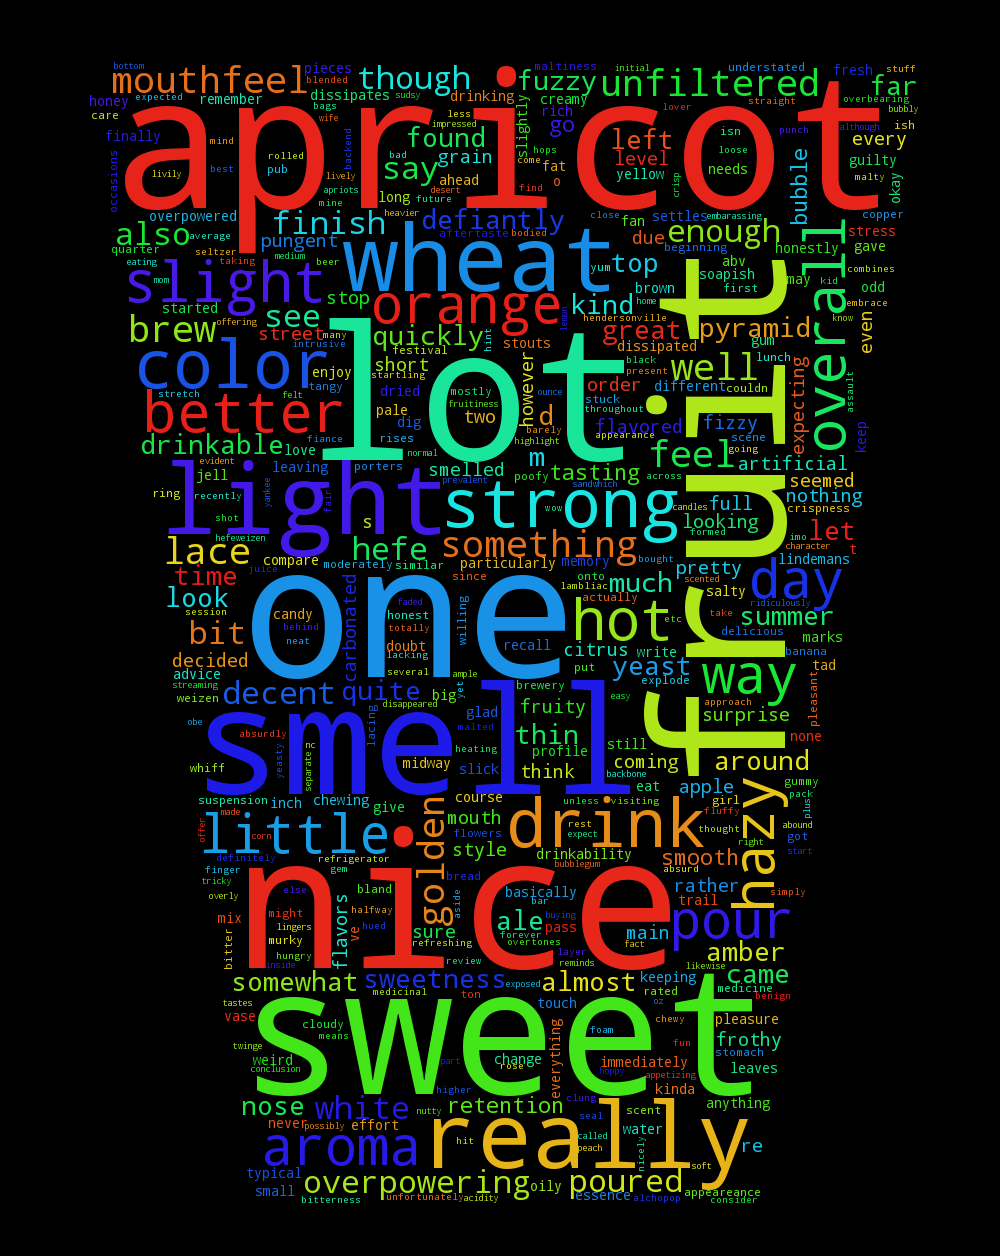 bottom
pieces
maltiness
initial
understated
fresh
stuff
mouthfeel
blended
though
fuzzy
unfiltered
far
expected
sudsy
straight
overbearing
honey
remember
dissipates
drinking
creamy
lover
bubbly
care
bags
less
rich
apricot
finally
mind
wife
impressed
go
slightly
punch
although
ish
every
found
left
isn
rolled
bad
hops
level
loose
guilty
occasions
livily
best
pub
lively
backend
say
grain
come
fat
yellow
crisp
needs
bubble
malty
okay
apriots
long
ahead
desert
O
find
mine
future
overpowered
finish
heavier
defiantly
close
fan
settles
embarassing
copper
also
average
pungent
aftertaste
bodied
due
enough
beginning
honestly
stress
quarter
seltzer
medium
wheat
overall
gave
eating
taking
beer
yum
top
abv
combines
mom
slight
stop
orange
brown
soapish
first
may
kid
odd
home
started
offering
kind
hendersonville
embrace
brew
see
street
many
quickly
hint
lemon
great
pyramid
know
even
color
intrusive
festival
stouts
dissipated
gum
stretch
enjoy
short
startling
black
present
well
lunch
expecting
assault
felt
tangy
dried
mostly
however
ounce
order
different
couldn
better
pale
fruitiness
two
barely
stuck
throughout
fruit
lot
dig
d
flavored
appearance
fizzy
scene
going
drinkable
fiance
rises
normal
highlight
keep
love
m
feel
artificial
evident
jell
leaving
porters
smelled
poofy
tasting
across
seemed
ring
recently
yankee
fair
prevalent
sandwhich
candles
full
nothing
light
strong
wow
crispness
shot
s
looking
hefeweizen
formed
imo
let
lace
hefe
something
character
t
compare
moderately
similar
particularly
memory
bought
pretty
lindemans
time
juice
since
onto
scented
look
session
candy
faded
honest
willing
lambliac
actually
much
salty
day
ridiculously
one
hot
etc
take
summer
bit
behind
totally
neat
carbonated
doubt
recall
citrus
write
delicious
marks
decided
lacking
put
yeast
explode
banana
advice
several
ample
yet
brewery
easy
way
tad
streaming
weizen
decent
quite
big
og
fruity
approach
pleasant
obe
disappeared
lacing
glad
surprise
absurdly
smell
malted
thin
still
none
yeasty
separate
nc
heating
profile
coming
around
whiff
midway
slick
think
backbone
hazy
suspension
inch
chewing
give
course
eat
apple
gummy
unless
visiting
girl
pack
offer
made
corn
little
mouth
drink
rest
fluffy
plus
abound
golden
flowers
expect
thought
got
right
start
definitely
refrigerator
style
drinkability
smooth
finger
gem
bubblegum
absurd
tricky
bread
trail
simply
overly
else
bland
aside
basically
rather
mix
might
halfway
bar
buying
nice
pour
bitter
lingers
flavors
hued
ale
forever
pass
main
murky
ve
sure
refreshing
overtones
fact
amber
hungry
review
layer
inside
reminds
likewise
somewhat
sweetness
exposed
almost
keeping
came
medicinal
ton
rated
medicine
tastes
touch
oz
benign
vase
cloudy
sweet
chewy
pleasure
means
foam
frothy
twinge
everything
fun
stomach
weird
part
change
rose
immediately
leaves
conclusion
hoppy
appetizing
higher
kinda
nose
white
nutty
retention
clung
scent
anything
never
possibly
effort
seal
water
aroma
hit
really
called
peach
nicely
re
typical
soft
small
overpowering
oily
poured
bitterness
unfortunately
acidity
essence
alchopop
appeareance
consider